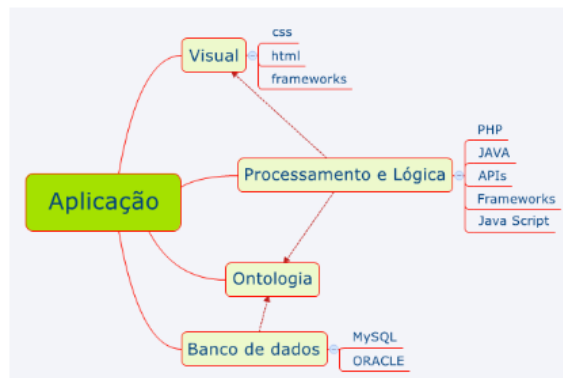 Aplicação
Visual
css
html
frameworks
Processamento e Lógica
PHP
JAVA
APIs
Frameworks
Java Script
Ontologia
Banco de dados
MySQL
ORACLE